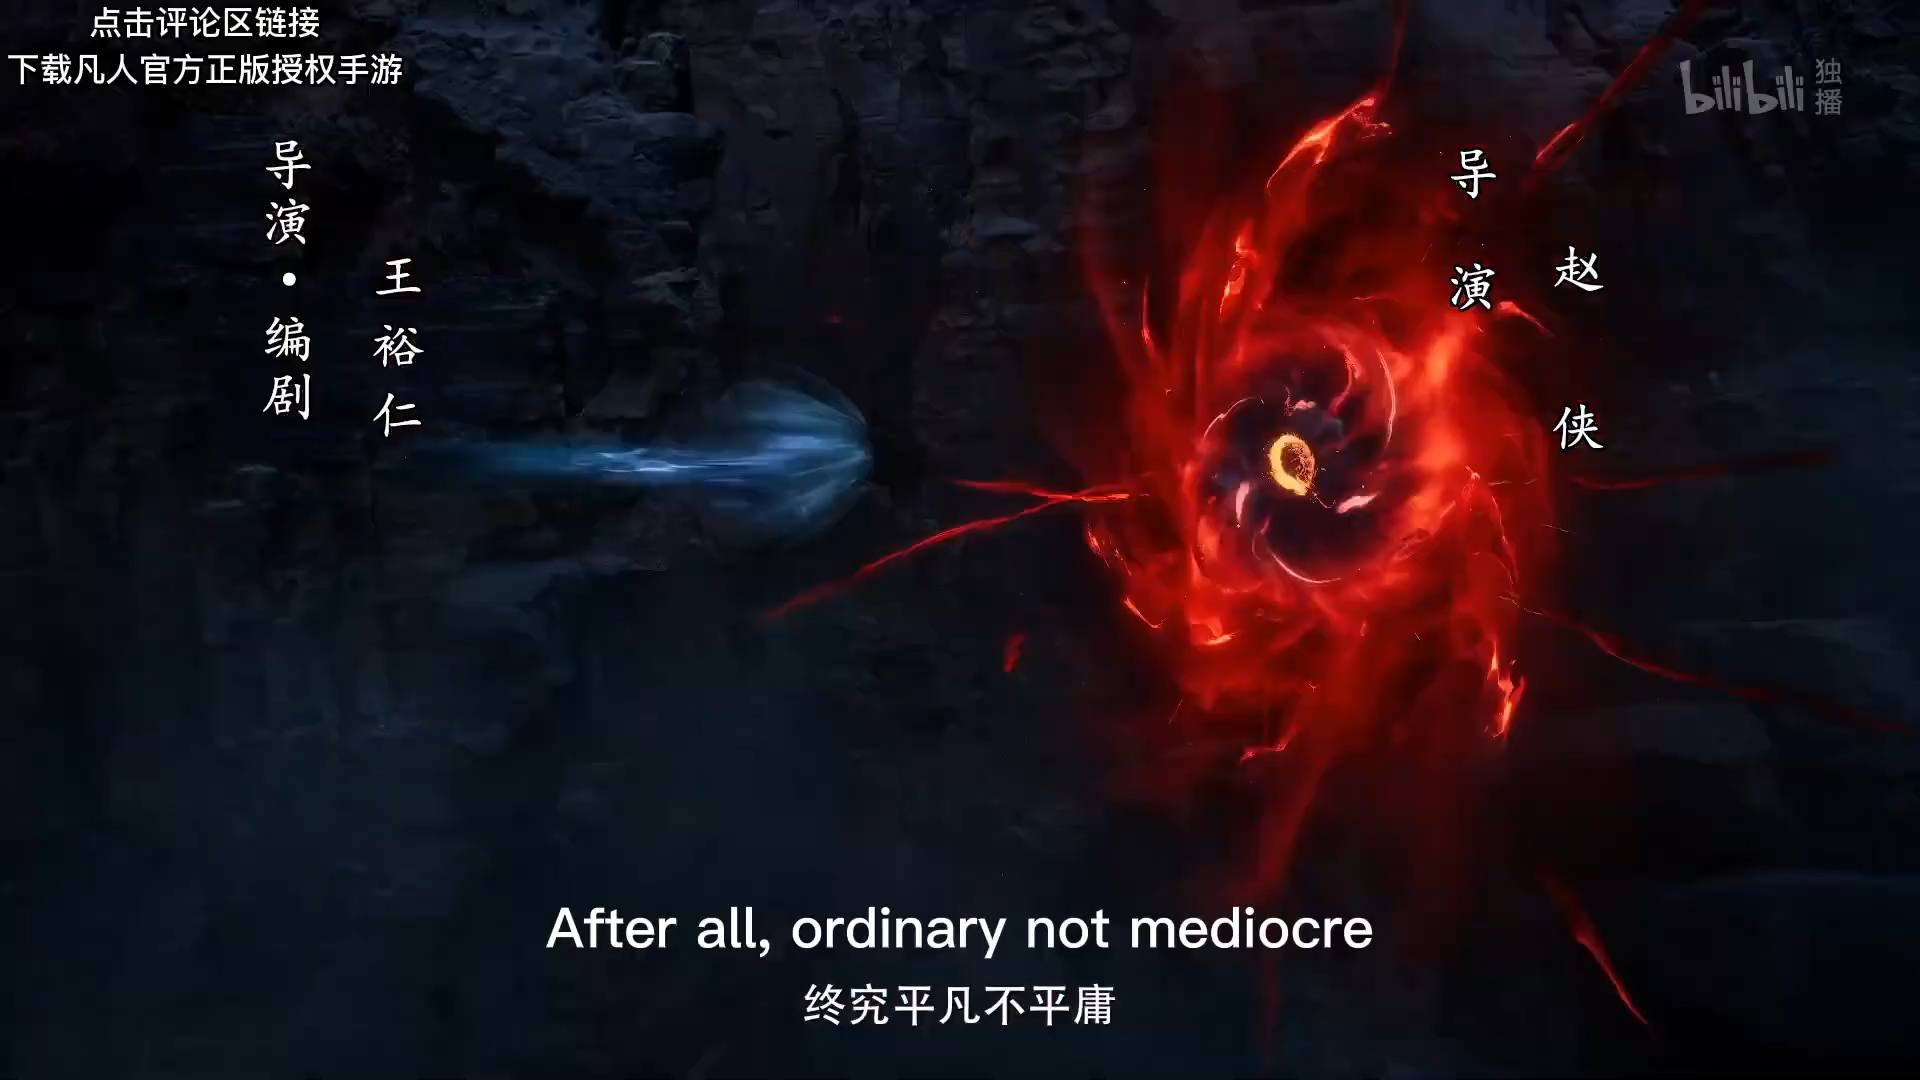 点击评论区链接
下载凡人官方正版授权手游
bilibili 独播
导演·编剧
王裕仁
导演
赵侠
After all, ordinary not mediocre
终究平凡不平庸